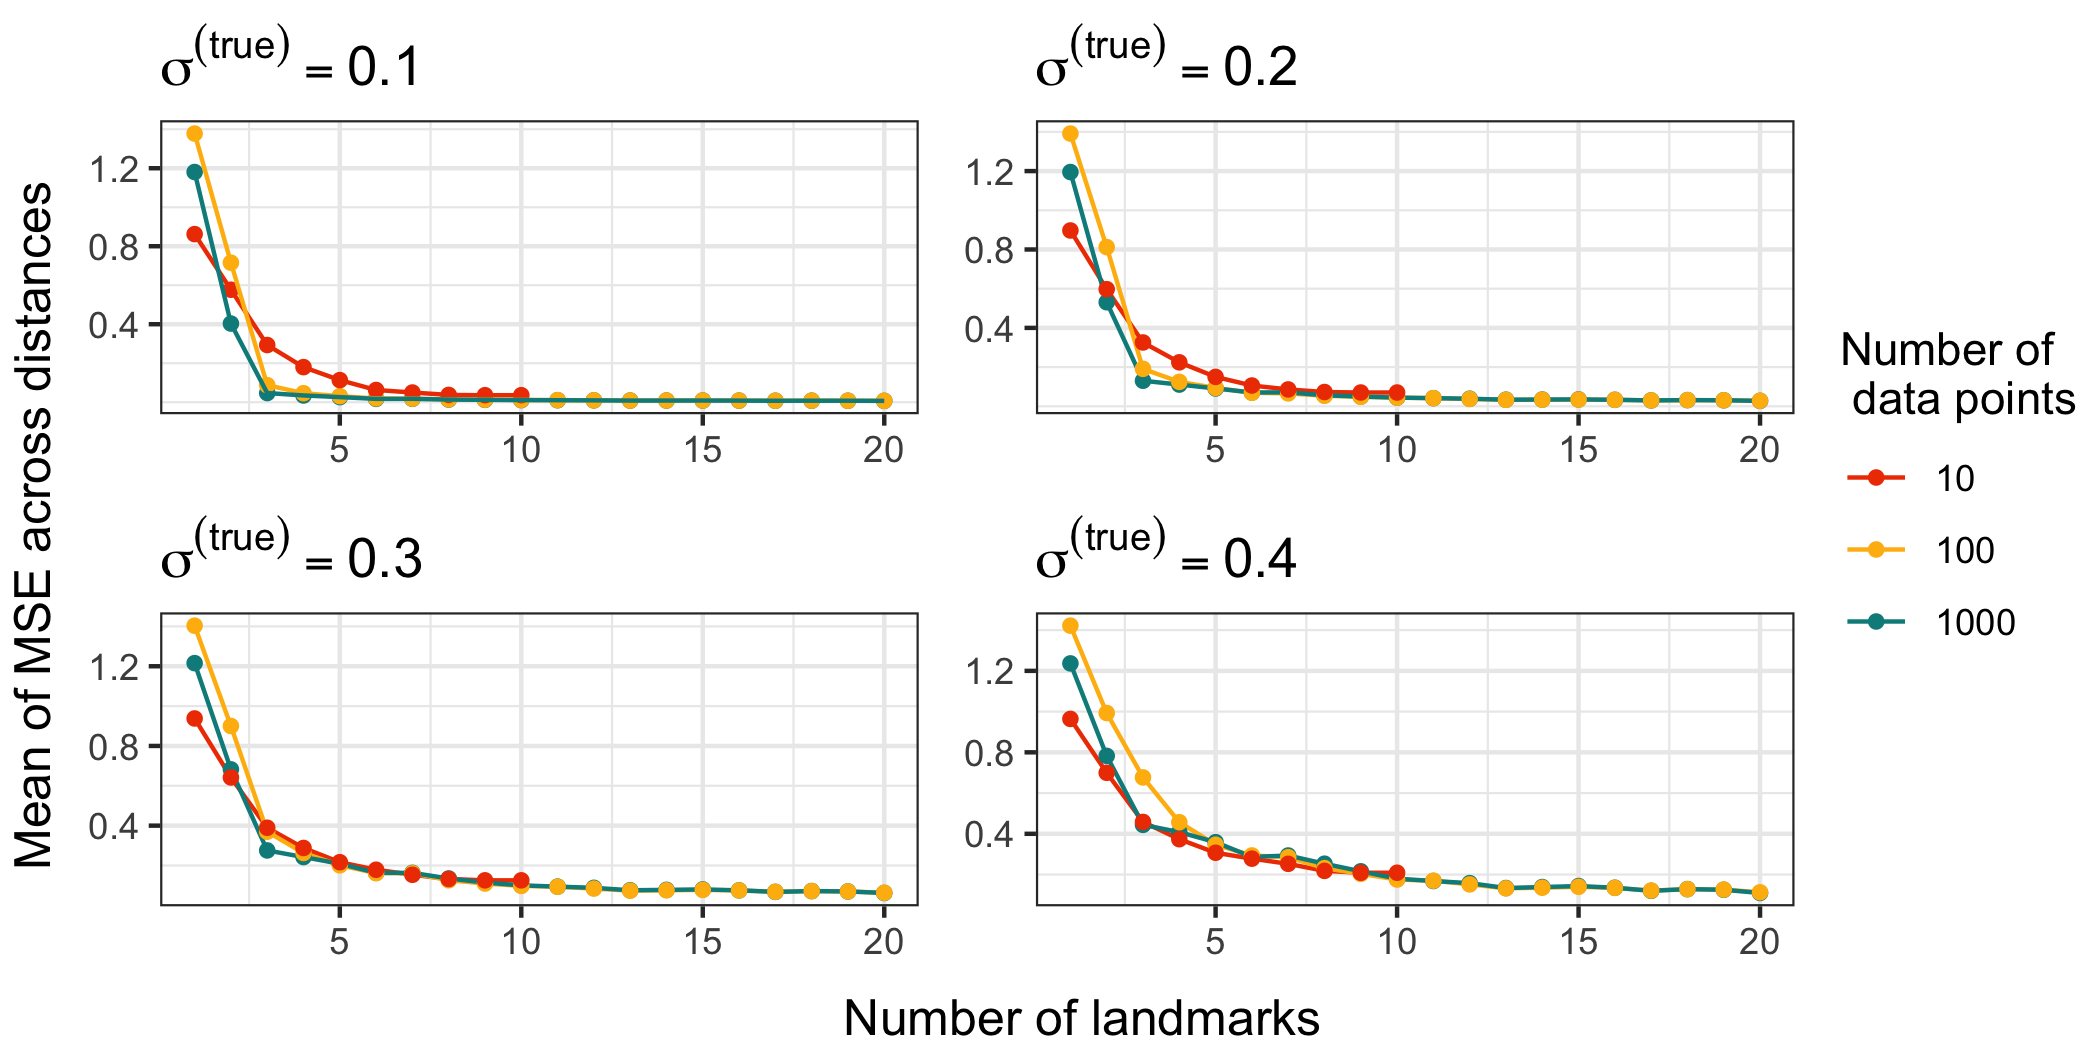 σ(true) = 0.1
1.2
0.8
0.4
5 10 15 20
σ(true) = 0.2
1.2
0.8
0.4
5 10 15 20
σ(true) = 0.3
1.2
0.8
0.4
5 10 15 20
σ(true) = 0.4
1.2
0.8
0.4
5 10 15 20
Mean of MSE across distances
Number of landmarks
Number of
data points
10
100
1000